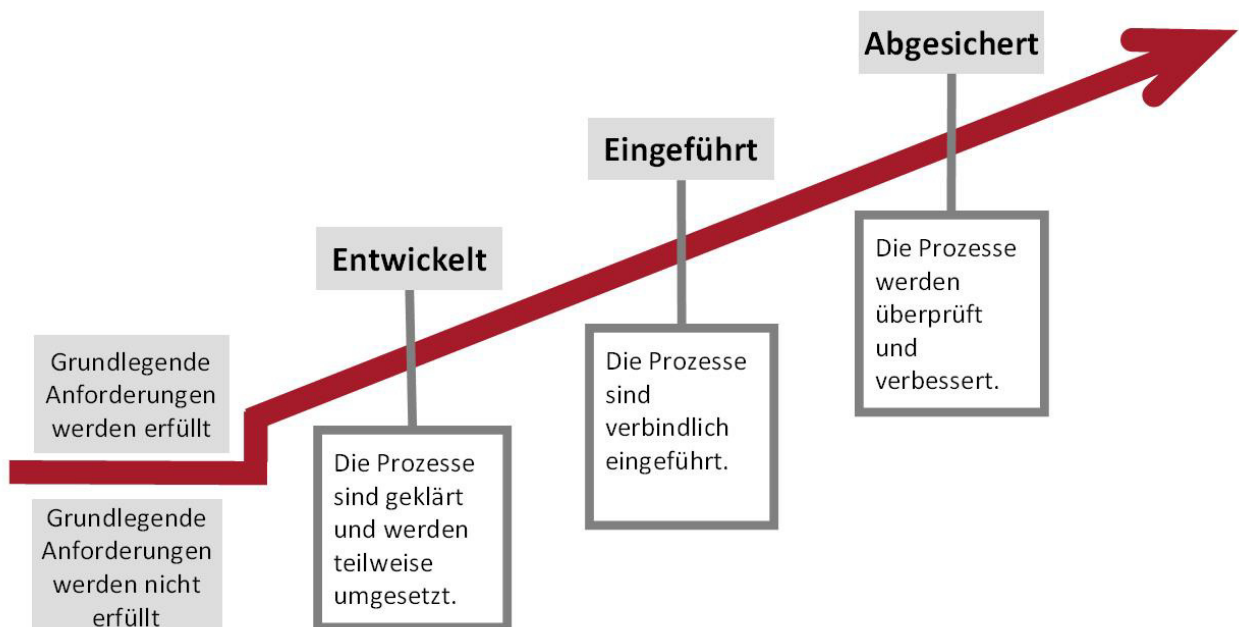 Grundlegende
Anforderungen
werden erfüllt
Grundlegende
Anforderungen
werden nicht
erfüllt
Entwickelt
Die Prozesse
sind geklärt
und werden
teilweise
umgesetzt.
Eingeführt
Die Prozesse
sind
verbindlich
eingeführt.
Abgesichert
Die Prozesse
werden
überprüft
und
verbessert.